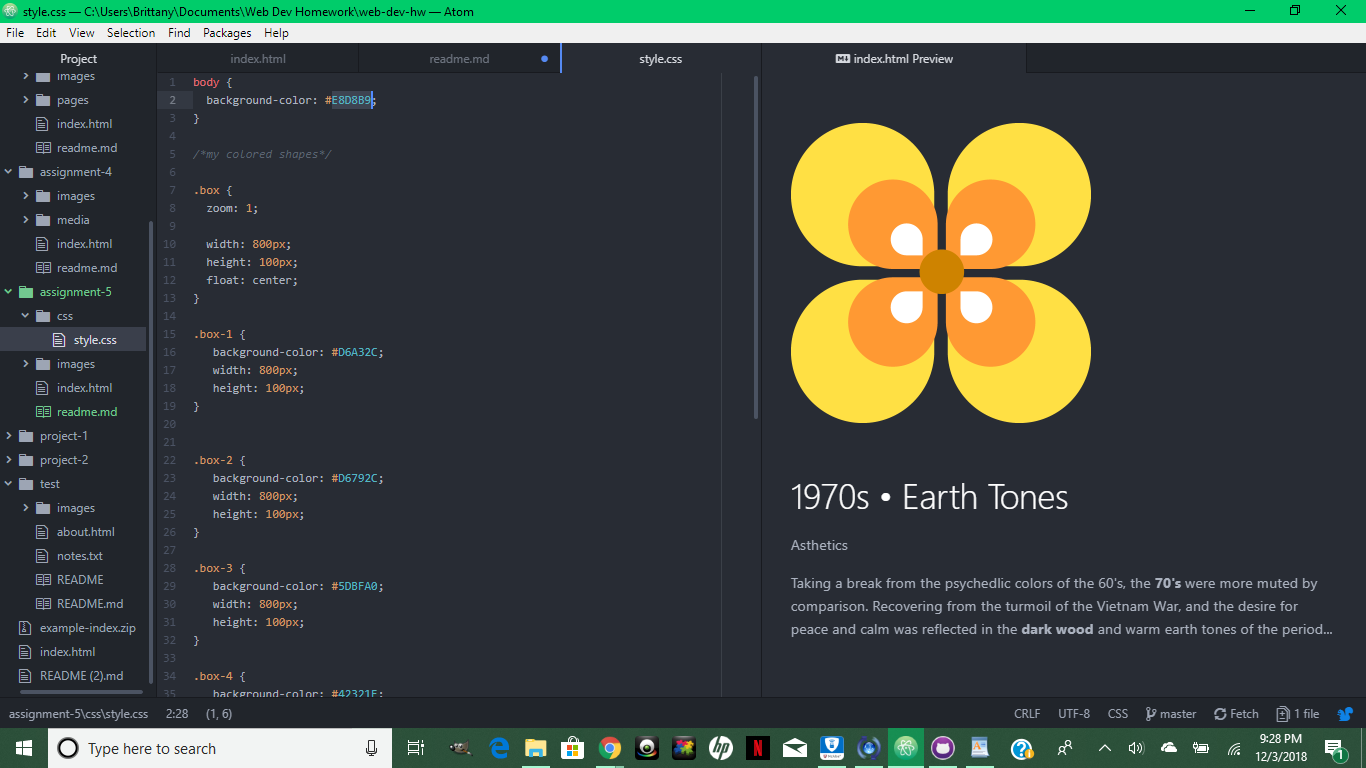 style.css — C:\Users\Brittany\Documents\Web Dev Homework\web-dev-hw — Atom
File Edit View Selection Find Packages Help
Project
images
pages
index.html
readme.md
assignment-4
images
media
index.html
readme.md
assignment-5
css
style.css
images
index.html
readme.md
project-1
project-2
test
images
about.html
notes.txt
README
README.md
example-index.zip
index.html
README (2).md
index.html
readme.md
style.css
index.html Preview
1 body {
2 background-color: #E8D8B9;
3 }
4
5 /*my colored shapes*/
6
7 .box {
8 zoom: 1;
9
10 width: 800px;
11 height: 100px;
12 float: center;
13 }
14
15 .box-1 {
16 background-color: #D6A32C;
17 width: 800px;
18 height: 100px;
19 }
20
21
22 .box-2 {
23 background-color: #D6792C;
24 width: 800px;
25 height: 100px;
26 }
27
28 .box-3 {
29 background-color: #5DBFA0;
30 width: 800px;
31 height: 100px;
32 }
33
34 .box-4 {
35 background-color: #42321E;
1970s • Earth Tones
Asthetics
Taking a break from the psychedlic colors of the 60's, the 70's were more muted by
comparison. Recovering from the turmoil of the Vietnam War, and the desire for
peace and calm was reflected in the dark wood and warm earth tones of the period...
assignment-5\css\style.css 2:28 (1, 6)
CRLF UTF-8 CSS master Fetch 1 file
Type here to search
hp
N
9:28 PM
12/3/2018
1